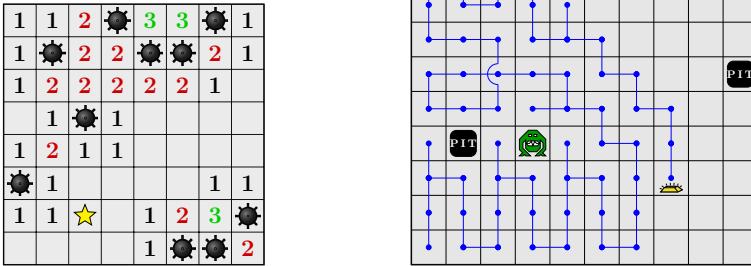 1 1 2 3 3 1
1 2 2 2 1
1 2 2 2 2 2 1
PIT
1 1
1 2 1 1
PIT
1 1 1
1 1 1 2 3
1 2